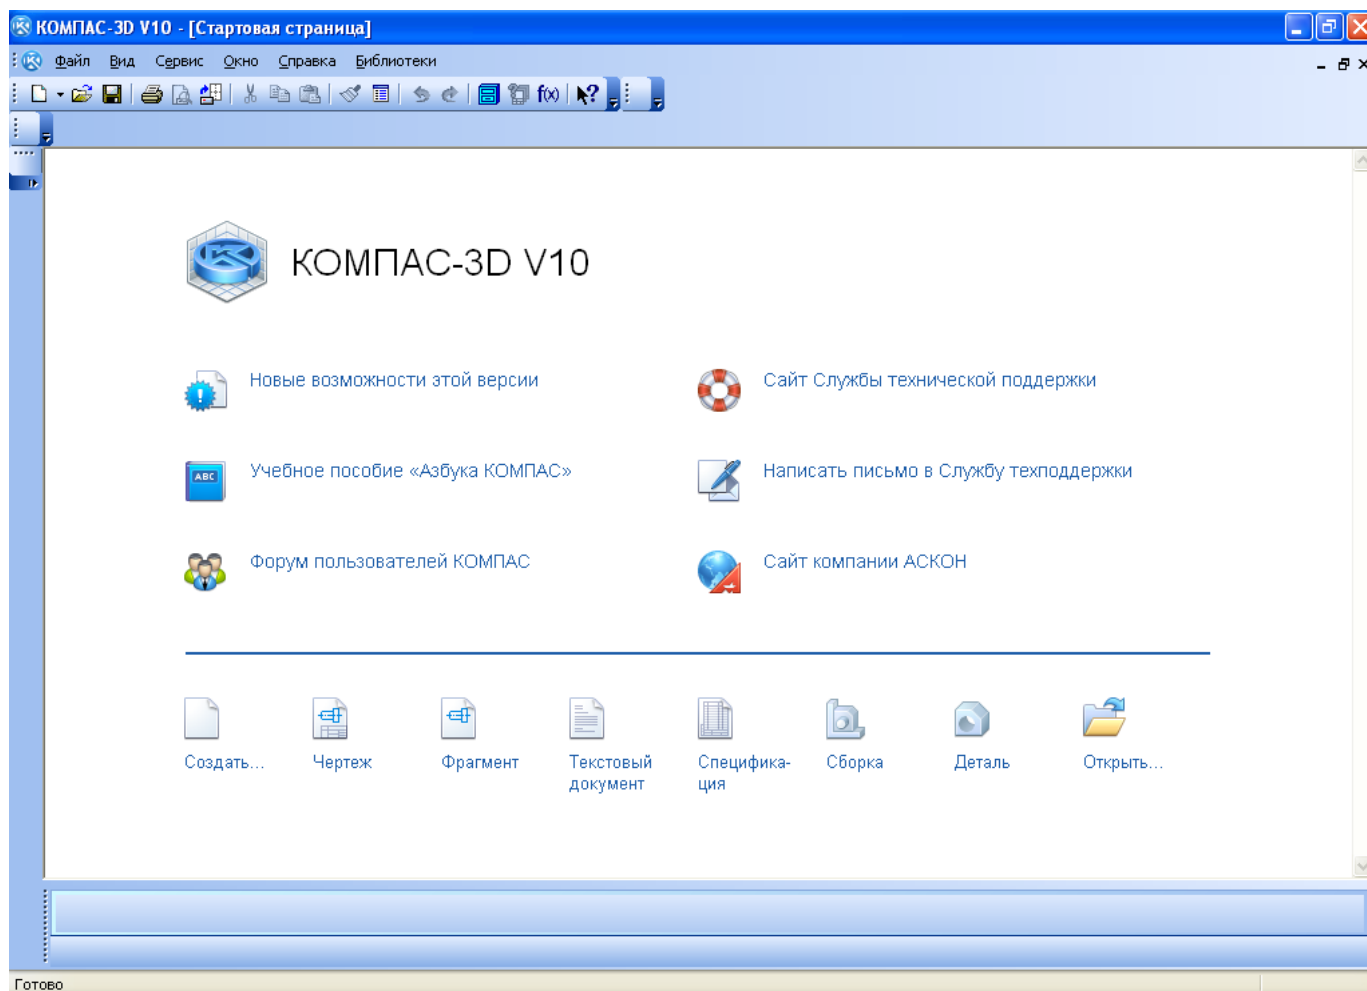 КОМПАС-3D V10 - [Стартовая страница]
Файл Вид Сервис Окно Справка Библиотеки
f(x) ?
КОМПАС-3D V10
Новые возможности этой версии
Сайт Службы технической поддержки
ABC
Учебное пособие «Азбука КОМПАС»
Написать письмо в Службу техподдержки
Форум пользователей КОМПАС
Сайт компании АСКОН
Создать... Чертеж Фрагмент Текстовый Специфика- Сборка Деталь Открыть...
документ ция
Готово